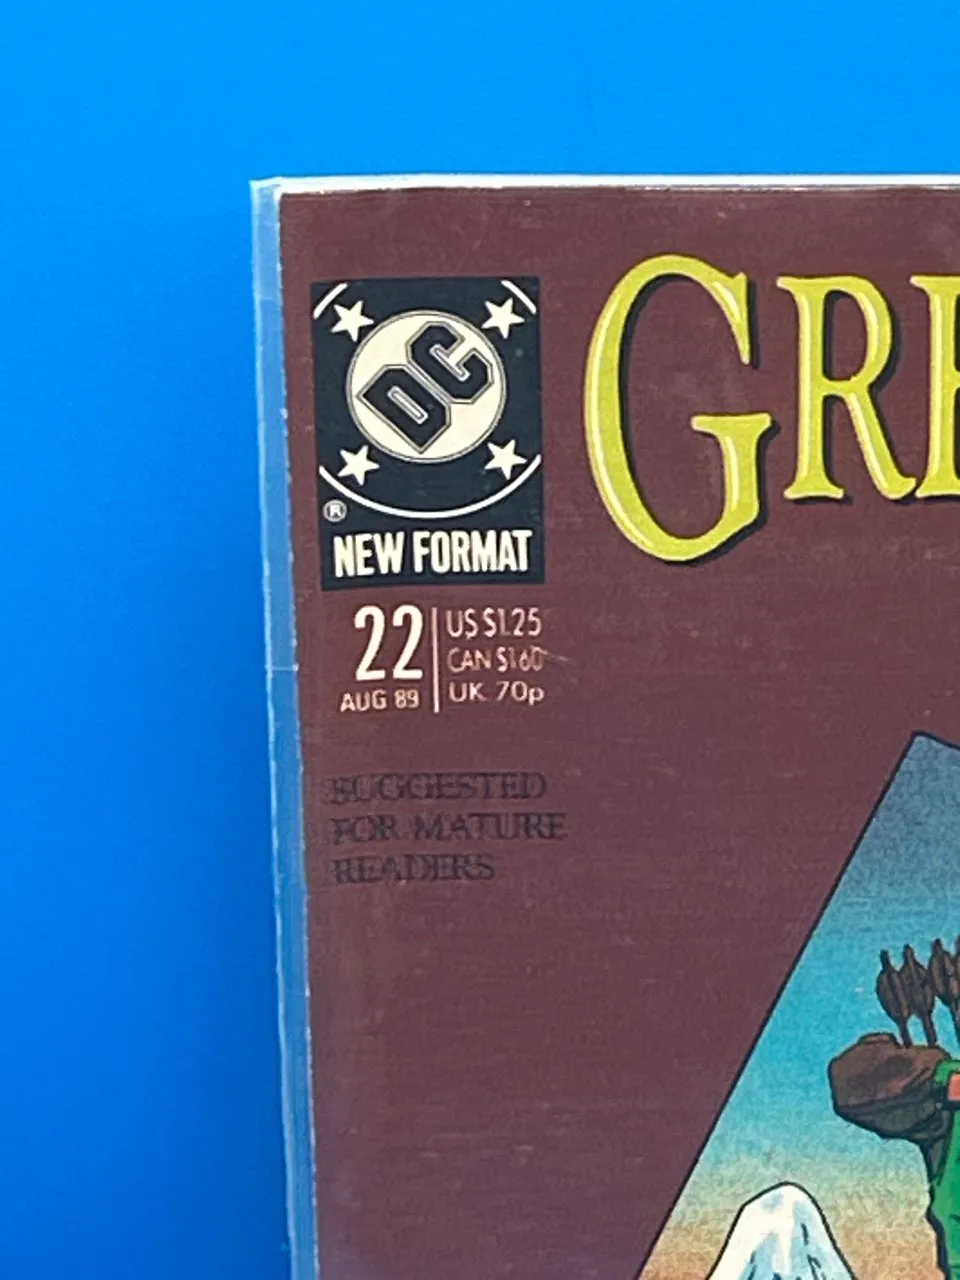 DC
®
NEW FORMAT
22
AUG 89
US $1.25
CAN $1.60
UK 70p
GRE
SUGGESTED
FOR MATURE
READERS